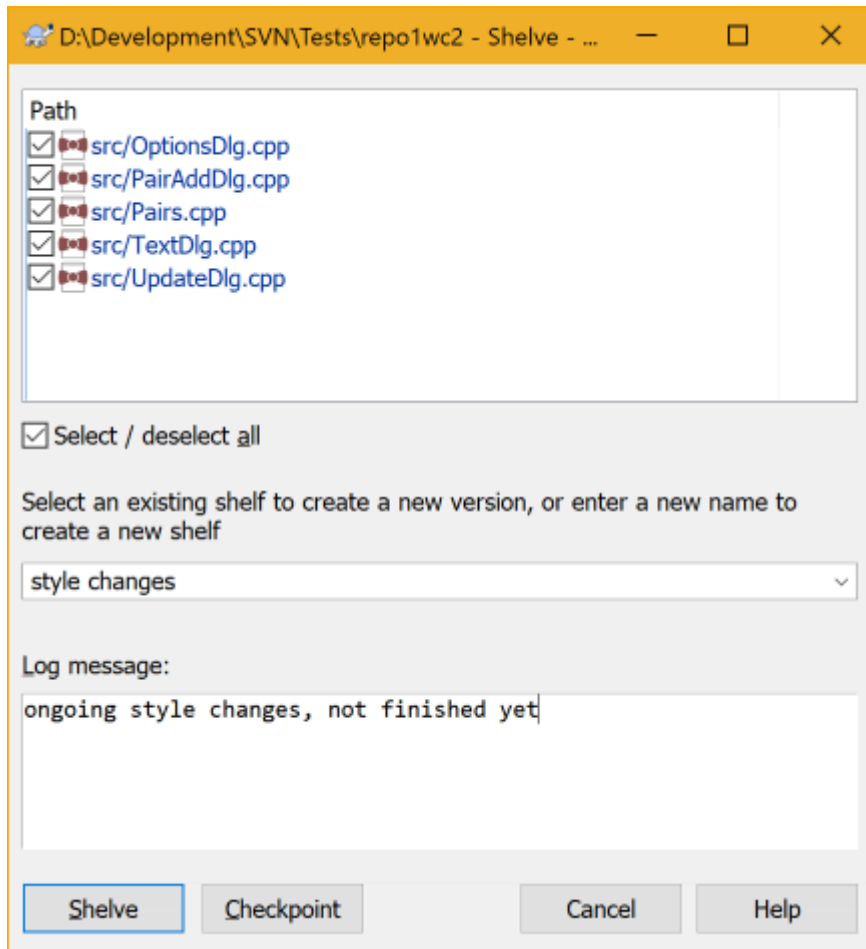 D:\Development\SVN\Tests\repo1wc2 - Shelve - ...
Path
src/OptionsDlg.cpp
src/PairAddDlg.cpp
src/Pairs.cpp
src/TextDlg.cpp
src/UpdateDlg.cpp
Select / deselect all
Select an existing shelf to create a new version, or enter a new name to
create a new shelf
style changes
Log message:
ongoing style changes, not finished yet
Shelve Checkpoint Cancel Help